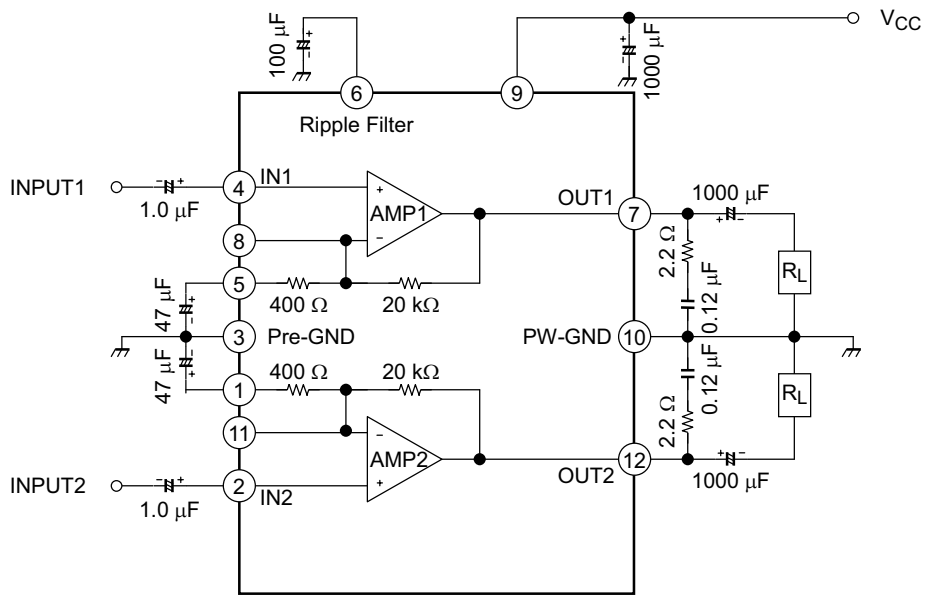 100 µF
1000 µF
V_CC
6
9
Ripple Filter
INPUT1
1.0 µF
4
IN1
AMP1
OUT1
7
1000 µF
8
2.2 Ω
0.12 µF
R_L
5
400 Ω
20 kΩ
47 µF
3
Pre-GND
PW-GND
10
47 µF
1
400 Ω
20 kΩ
0.12 µF
2.2 Ω
R_L
11
AMP2
OUT2
12
1000 µF
INPUT2
1.0 µF
2
IN2